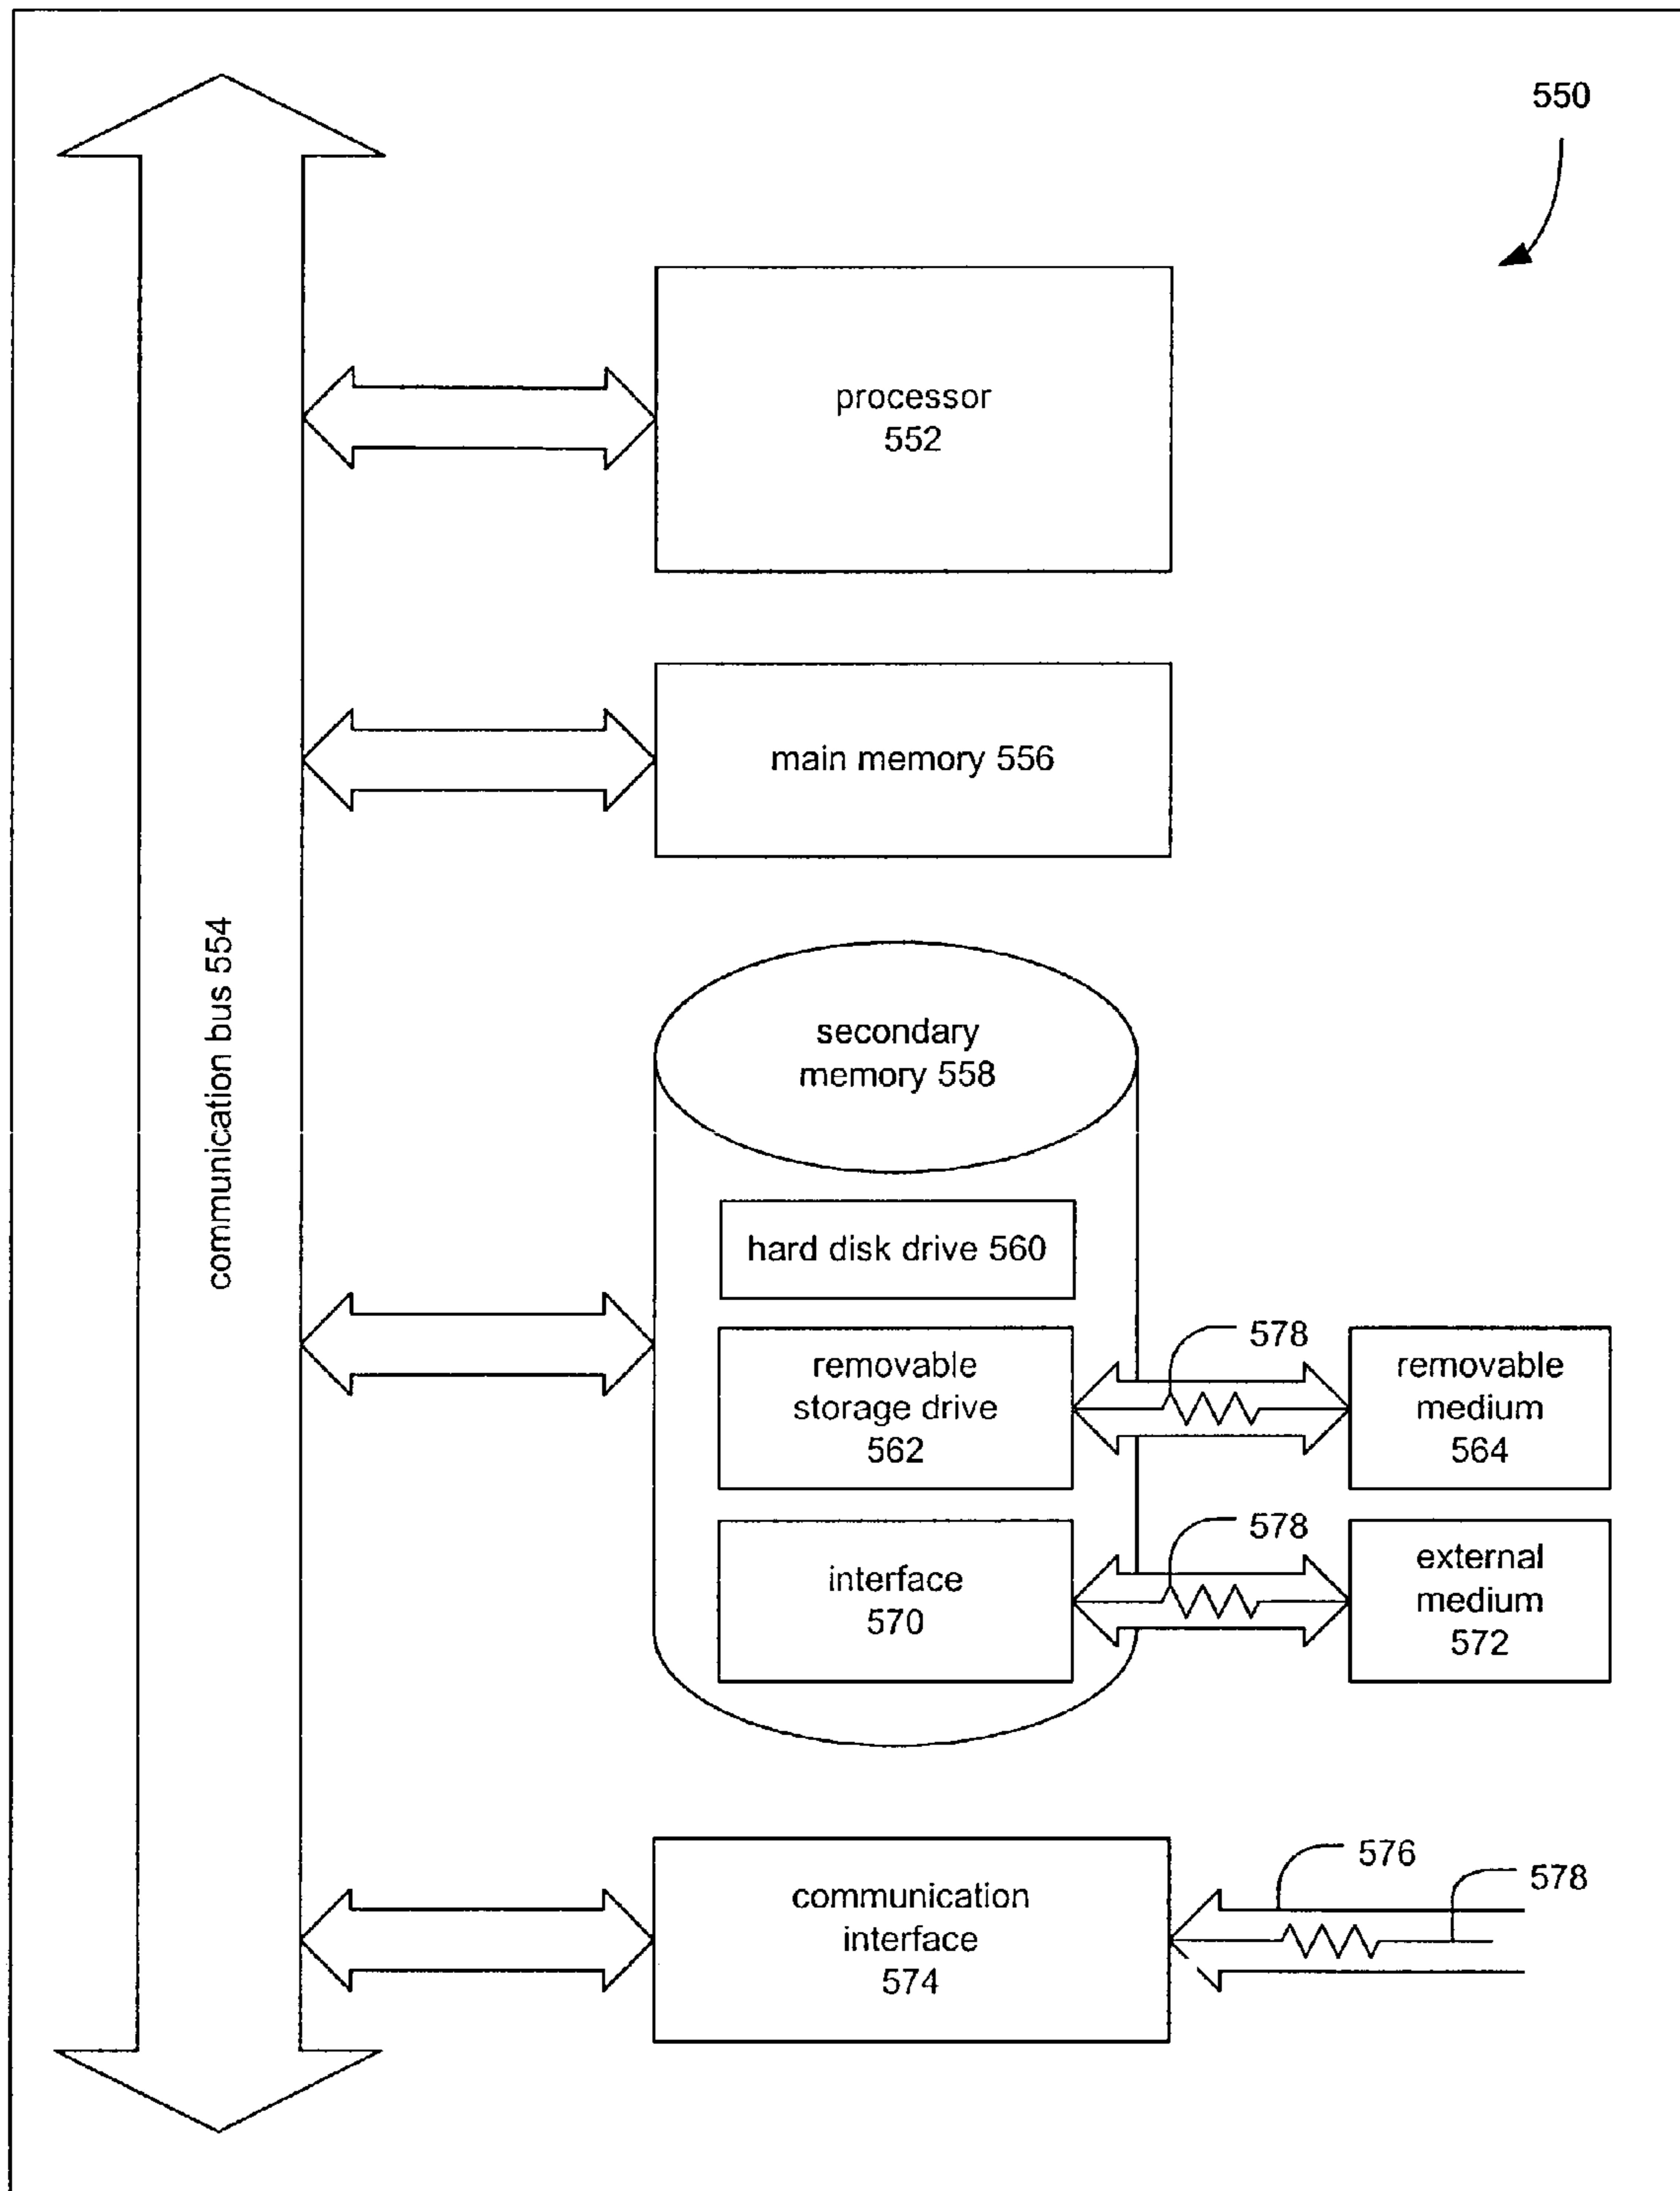 550
processor
552
main memory 556
communication bus 554
secondary
memory 558
hard disk drive 560
removable
storage drive
562
578
removable
medium
564
interface
570
578
external
medium
572
communication
interface
574
576
578